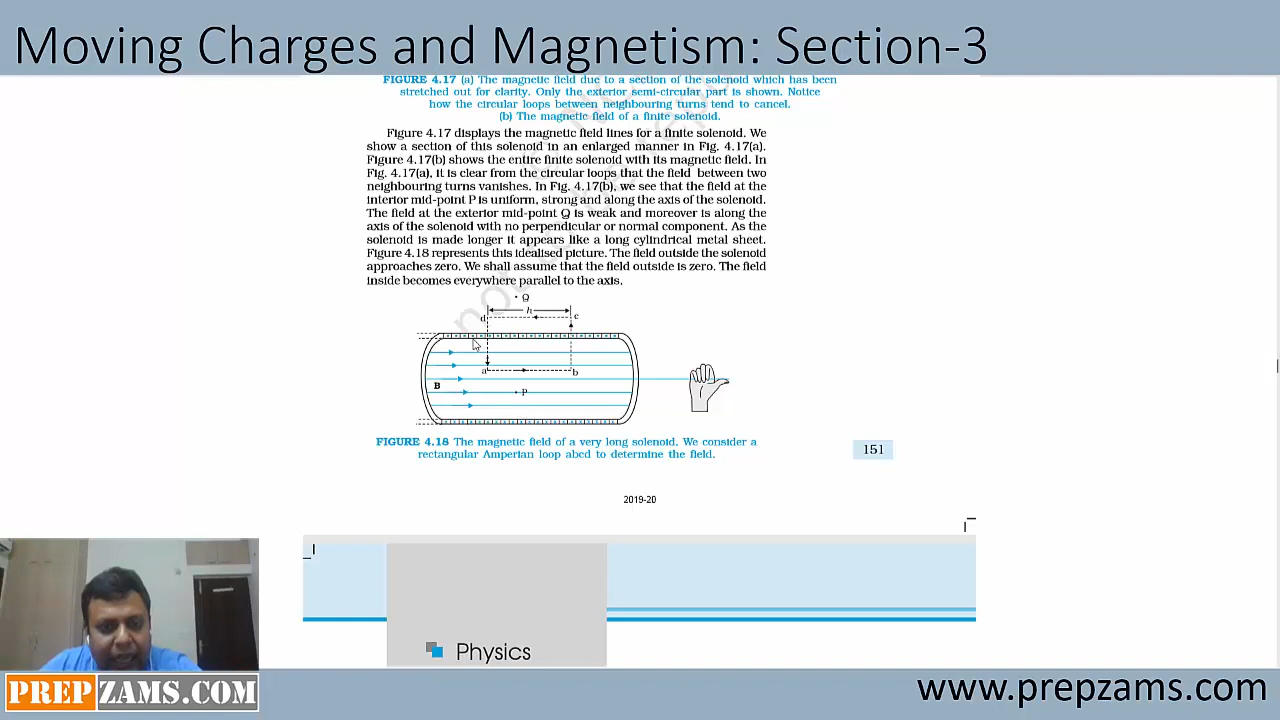 Moving Charges and Magnetism: Section-3
FIGURE 4.17 (a) The magnetic field due to a section of the solenoid which has been
stretched out for clarity. Only the exterior semi-circular part is shown. Notice
how the circular loops between neighbouring turns tend to cancel.
(b) The magnetic field of a finite solenoid.
Figure 4.17 displays the magnetic field lines for a finite solenoid. We
show a section of this solenoid in an enlarged manner in Fig. 4.17(a).
Figure 4.17(b) shows the entire finite solenoid with its magnetic field. In
Fig. 4.17(a), it is clear from the circular loops that the field between two
neighbouring turns vanishes. In Fig. 4.17(b), we see that the field at the
interior mid-point P is uniform, strong and along the axis of the solenoid.
The field at the exterior mid-point Q is weak and moreover is along the
axis of the solenoid with no perpendicular or normal component. As the
solenoid is made longer it appears like a long cylindrical metal sheet.
Figure 4.18 represents this idealised picture. The field outside the solenoid
approaches zero. We shall assume that the field outside is zero. The field
inside becomes everywhere parallel to the axis.
Q
h
d c
a b
B
P
FIGURE 4.18 The magnetic field of a very long solenoid. We consider a
rectangular Amperian loop abcd to determine the field.
151
2019-20
Physics
PREPZAMS.COM
www.prepzams.com